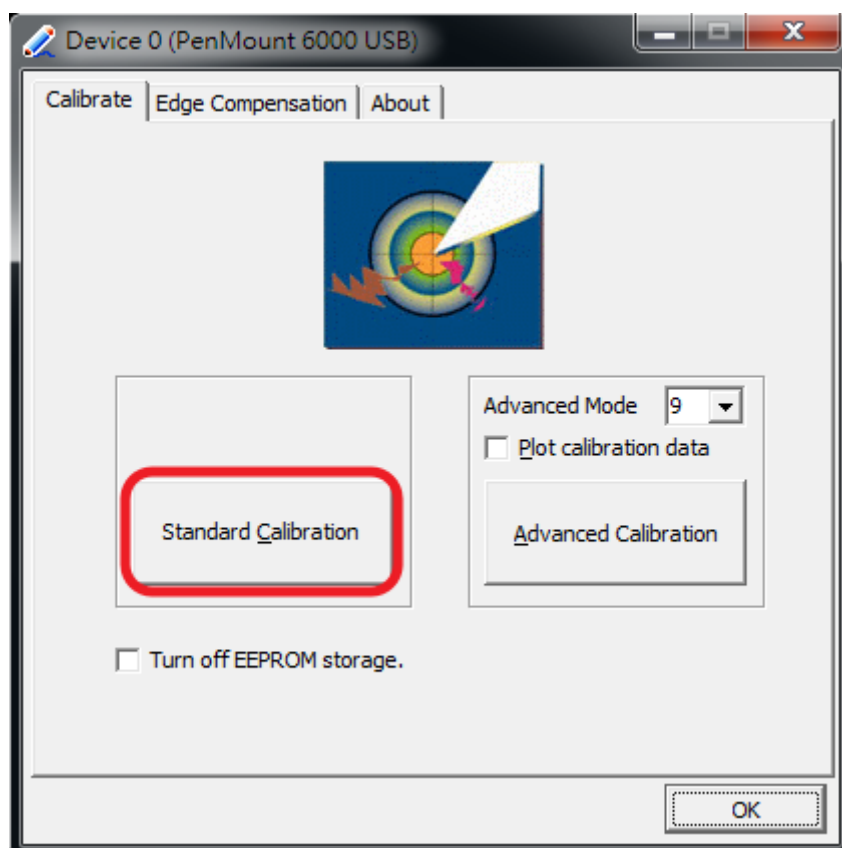 Device 0 (PenMount 6000 USB)
Calibrate Edge Compensation About
Advanced Mode 9
Plot calibration data
Standard Calibration
Advanced Calibration
Turn off EEPROM storage.
OK